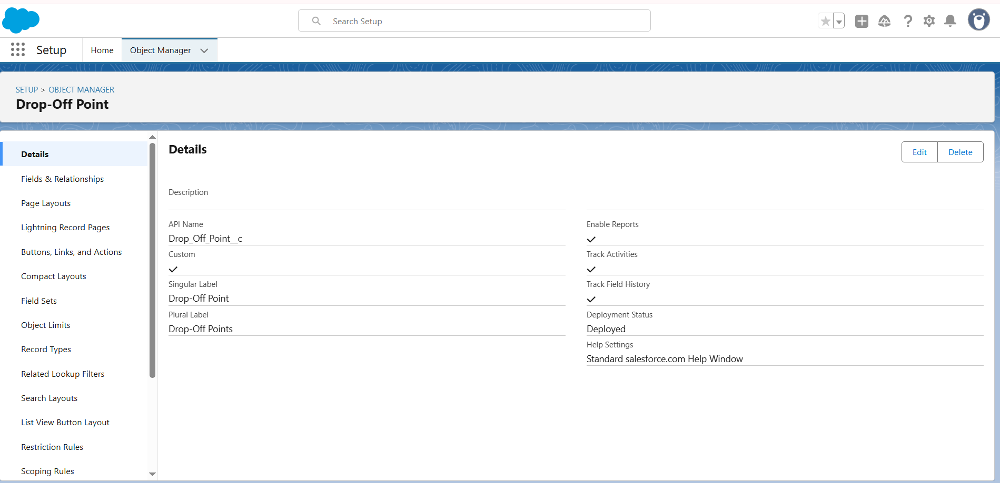 Search Setup
Setup
Home
Object Manager
SETUP > OBJECT MANAGER
Drop-Off Point
Details
Fields & Relationships
Page Layouts
Lightning Record Pages
Buttons, Links, and Actions
Compact Layouts
Field Sets
Object Limits
Record Types
Related Lookup Filters
Search Layouts
List View Button Layout
Restriction Rules
Scoping Rules
Details
Edit
Delete
Description
API Name
Drop_Off_Point__c
Custom
Singular Label
Drop-Off Point
Plural Label
Drop-Off Points
Enable Reports
Track Activities
Track Field History
Deployment Status
Deployed
Help Settings
Standard salesforce.com Help Window